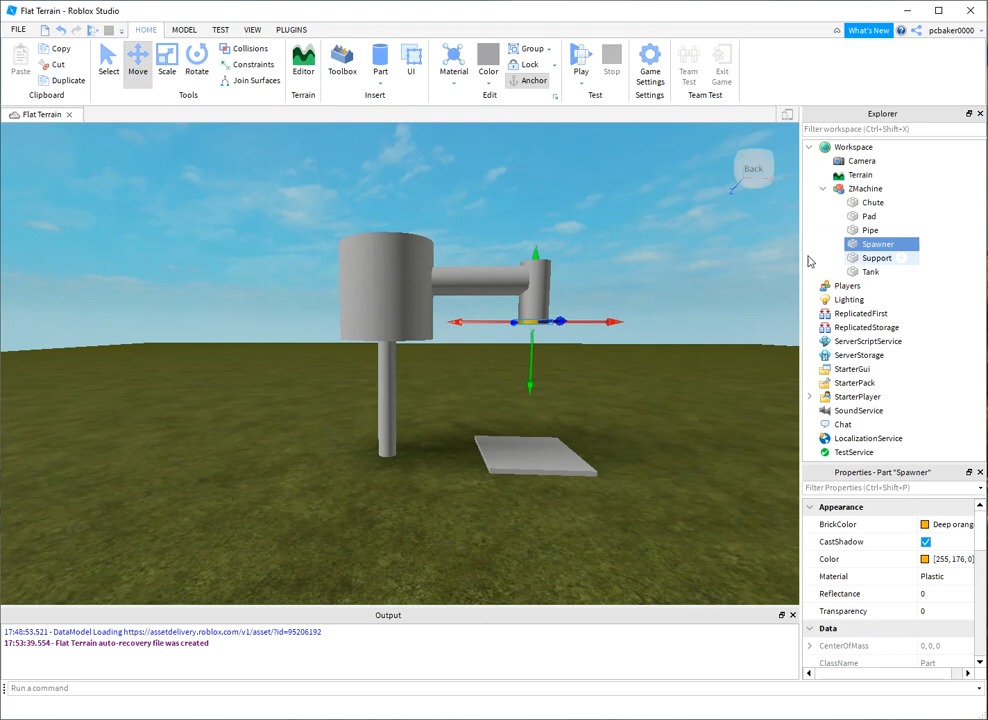 Flat Terrain - Roblox Studio
FILE HOME MODEL TEST VIEW PLUGINS What's New pcbaker0000
Paste Copy Cut Duplicate Select Move Scale Rotate Collisions Constraints Join Surfaces Editor Toolbox Part UI Material Color Group Lock Anchor Play Stop Game Settings Team Test Exit Game
Clipboard Tools Terrain Insert Edit Test Settings Team Test
Flat Terrain
Explorer
Filter workspace (Ctrl+Shift+X)
Workspace
Camera
Terrain
ZMachine
Chute
Pad
Pipe
Spawner
Support
Tank
Players
Lighting
ReplicatedFirst
ReplicatedStorage
ServerScriptService
ServerStorage
StarterGui
StarterPack
StarterPlayer
SoundService
Chat
LocalizationService
TestService
Back
Properties - Part "Spawner"
Filter Properties (Ctrl+Shift+P)
Appearance
BrickColor Deep orang
CastShadow
Color [255, 176, 0]
Material Plastic
Reflectance 0
Transparency 0
Data
CenterOfMass 0, 0, 0
ClassName Part
Output
17:48:53.521 - DataModel Loading https://assetdelivery.roblox.com/v1/asset/?id=95206192
17:53:39.554 - Flat Terrain auto-recovery file was created
Run a command